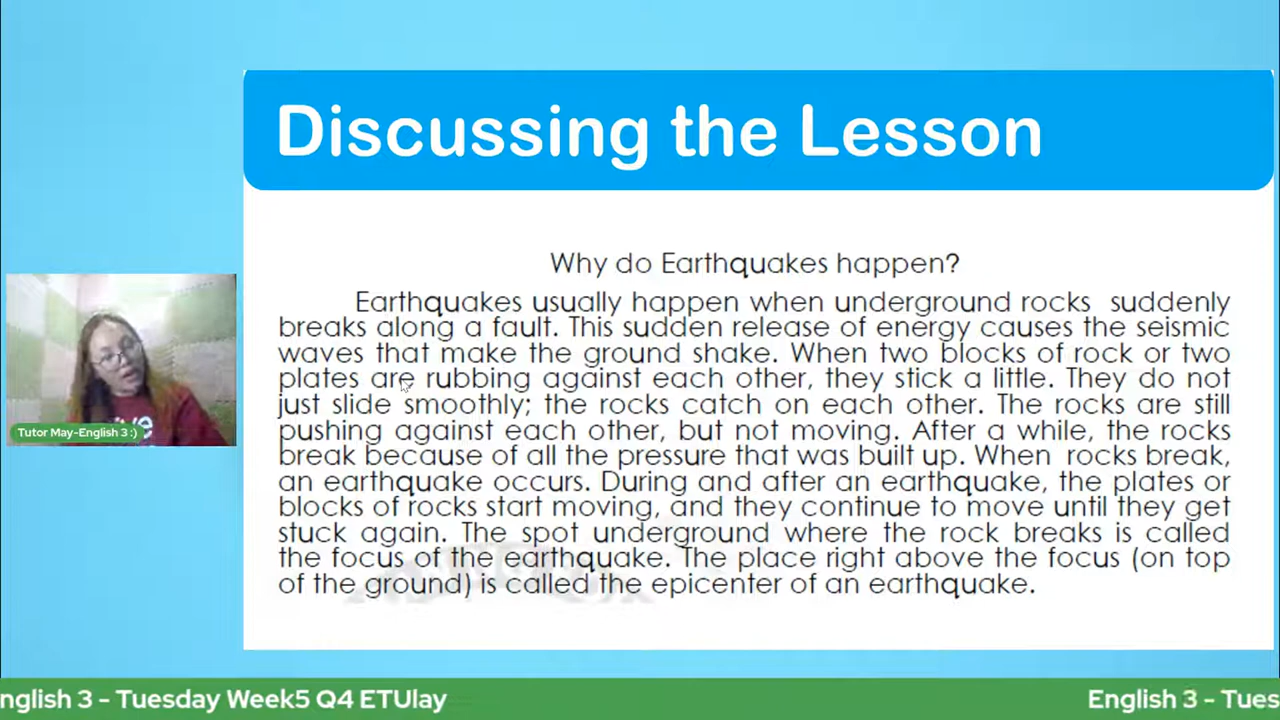 Discussing the Lesson
Why do Earthquakes happen?
Earthquakes usually happen when underground rocks suddenly
breaks along a fault. This sudden release of energy causes the seismic
waves that make the ground shake. When two blocks of rock or two
plates are rubbing against each other, they stick a little. They do not
just slide smoothly; the rocks catch on each other. The rocks are still
pushing against each other, but not moving. After a while, the rocks
break because of all the pressure that was built up. When rocks break,
an earthquake occurs. During and after an earthquake, the plates or
blocks of rocks start moving, and they continue to move until they get
stuck again. The spot underground where the rock breaks is called
the focus of the earthquake. The place right above the focus (on top
of the ground) is called the epicenter of an earthquake.
Tutor May-English 3 :)
nglish 3 - Tuesday Week5 Q4 ETUlay
English 3 - Tues